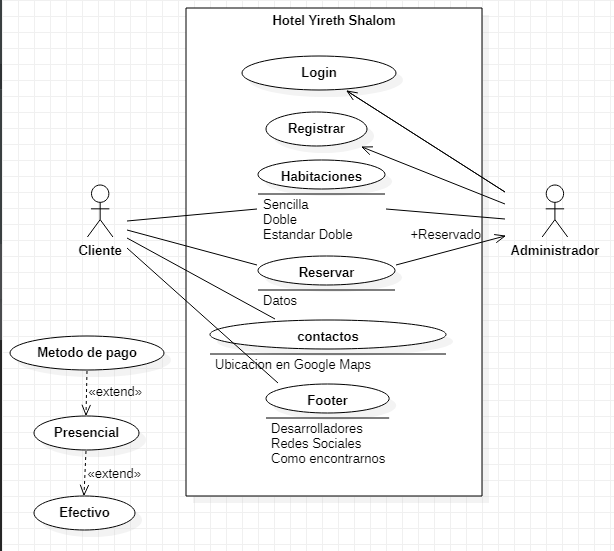 Hotel Yireth Shalom
Login
Registrar
Habitaciones
Sencilla
Doble
Estandar Doble
+Reservado
Cliente
Administrador
Reservar
Datos
contactos
Ubicacion en Google Maps
Metodo de pago
«extend»
Presencial
«extend»
Efectivo
Footer
Desarrolladores
Redes Sociales
Como encontrarnos